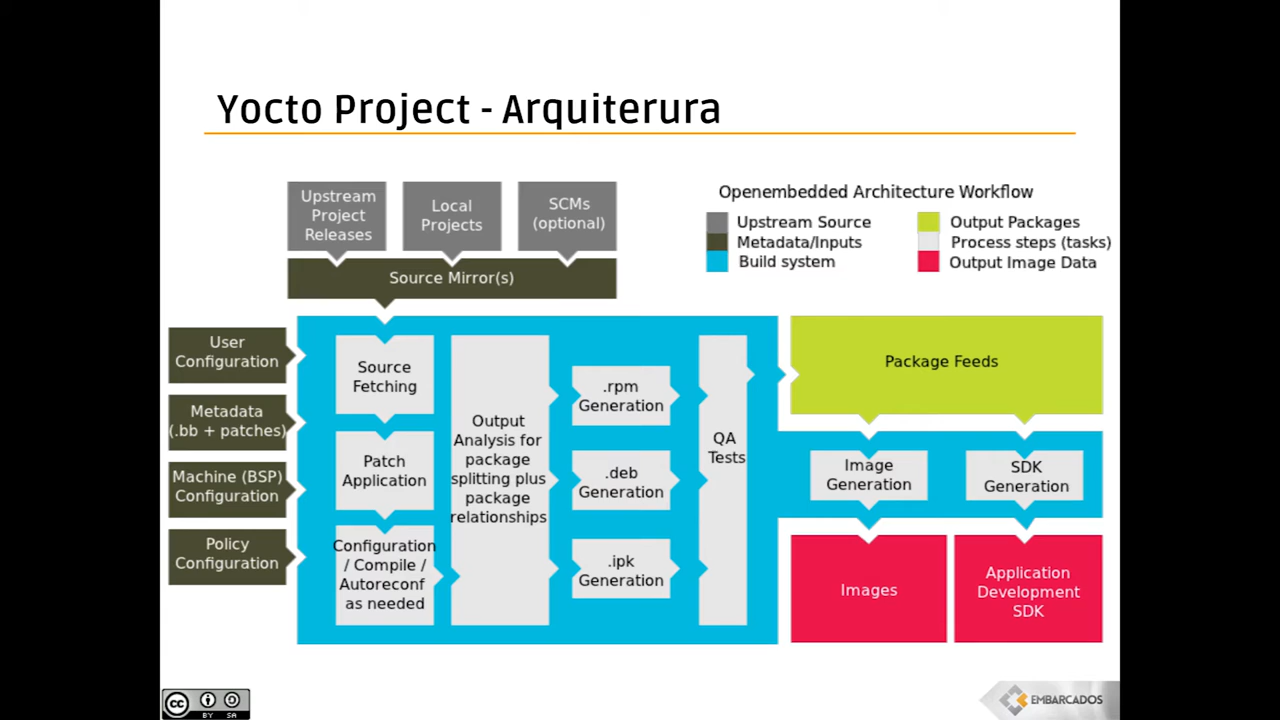 Yocto Project - Arquiterura
Upstream
Project
Releases
Local
Projects
SCMs
(optional)
Source Mirror(s)
Openembedded Architecture Workflow
Upstream Source
Metadata/Inputs
Build system
Output Packages
Process steps (tasks)
Output Image Data
User
Configuration
Metadata
(.bb + patches)
Machine (BSP)
Configuration
Policy
Configuration
Source
Fetching
Patch
Application
Configuration
/ Compile /
Autoreconf
as needed
Output
Analysis for
package
splitting plus
package
relationships
.rpm
Generation
.deb
Generation
.ipk
Generation
QA
Tests
Package Feeds
Image
Generation
SDK
Generation
Images
Application
Development
SDK
cc
BY SA
EMBARCADOS